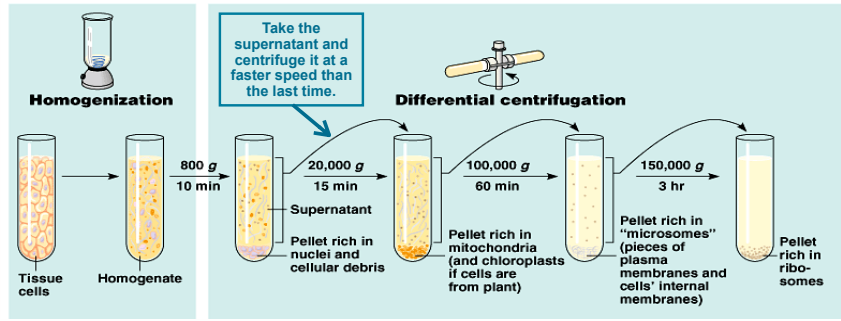 Take the
supernatant and
centrifuge it at a
faster speed than
the last time.
Homogenization
Differential centrifugation
800 g
10 min
20,000 g
15 min
100,000 g
60 min
150,000 g
3 hr
Supernatant
Pellet rich in
nuclei and
cellular debris
Pellet rich in
mitochondria
(and chloroplasts
if cells are
from plant)
Pellet rich in
“microsomes”
(pieces of
plasma
membranes and
cells’ internal
membranes)
Pellet
rich in
ribo-
somes
Tissue
cells
Homogenate